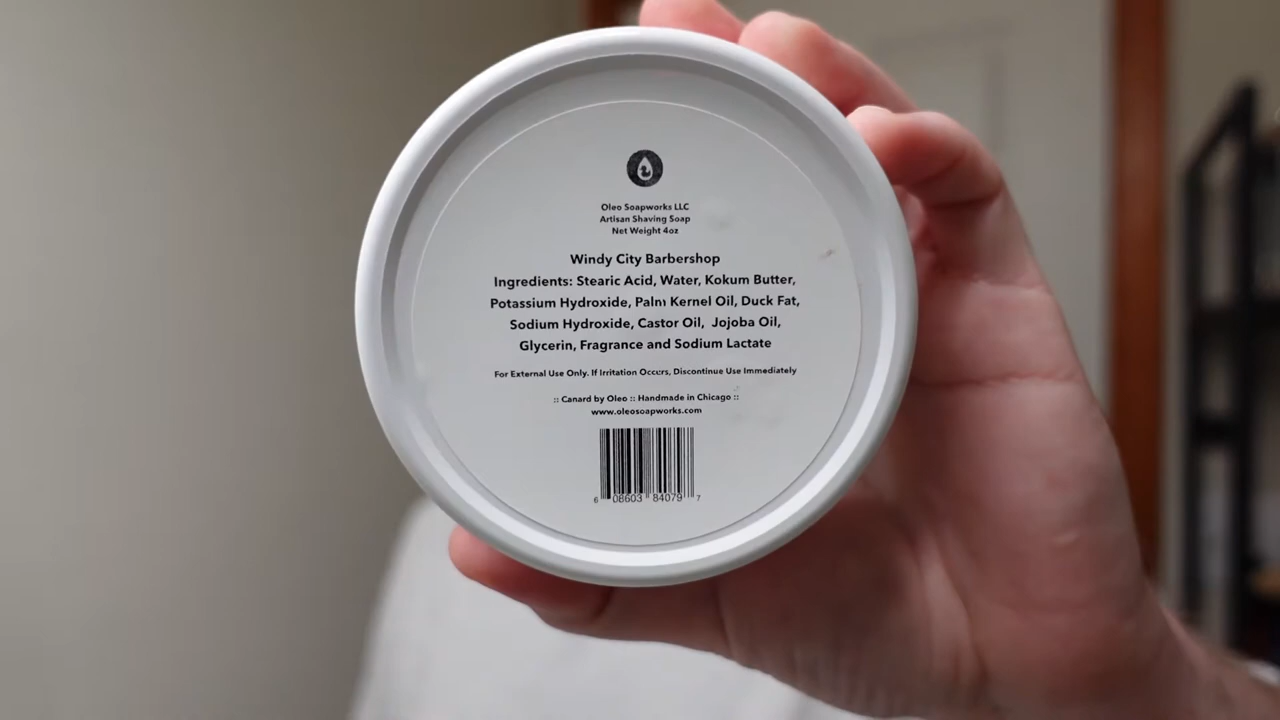 Oleo Soapworks LLC
Artisan Shaving Soap
Net Weight 4oz
Windy City Barbershop
Ingredients: Stearic Acid, Water, Kokum Butter,
Potassium Hydroxide, Palm Kernel Oil, Duck Fat,
Sodium Hydroxide, Castor Oil, Jojoba Oil,
Glycerin, Fragrance and Sodium Lactate
For External Use Only. If Irritation Occurs, Discontinue Use Immediately
:: Canard by Oleo :: Handmade in Chicago ::
www.oleosoapworks.com
6 08603 84079 7